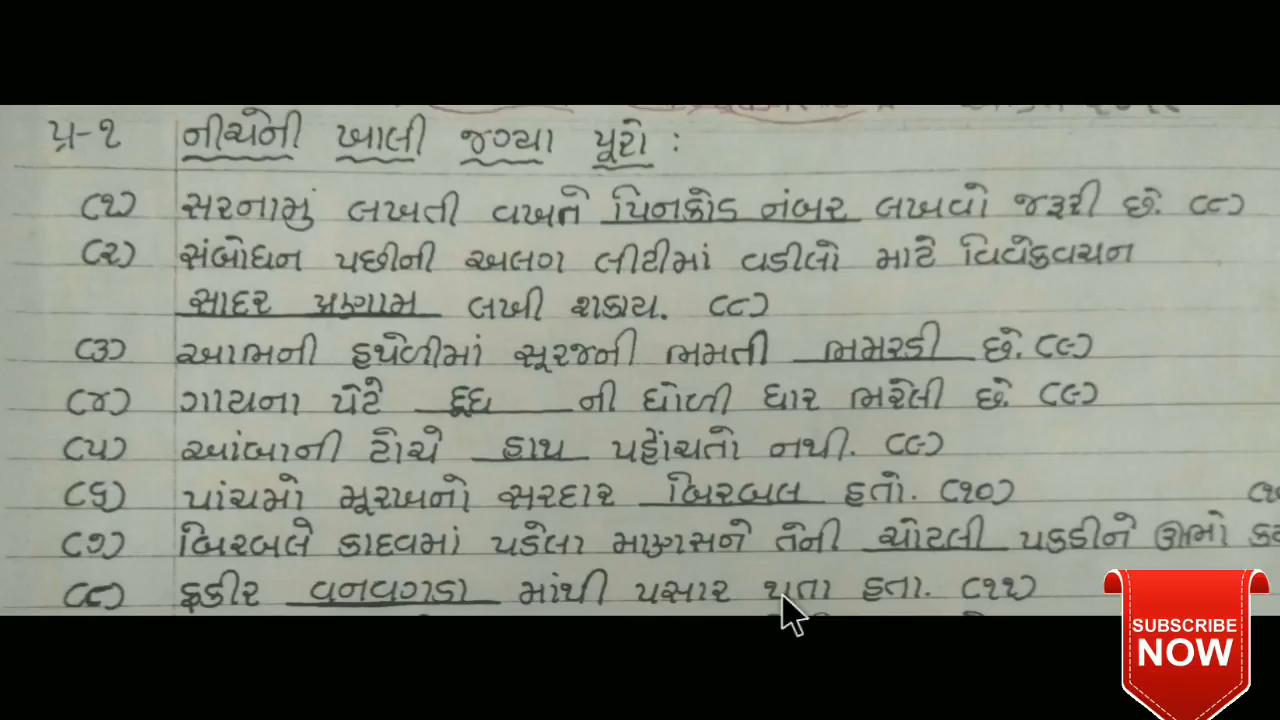 પ્ર-૧ નીચેની ખાલી જગ્યા પૂરો :
(૧) સરનામું લખતી વખતે પિનકોડ નંબર લખવો જરૂરી છે. (૮)
(૨) સંબોધન પછીની અલગ લીટીમાં વડીલો માટે વિવેકવચન
સાદર પ્રણામ લખી શકાય. (૮)
(૩) આભની હથેળીમાં સૂરજની ભમતી ભમરડી છે. (૯)
(૪) ગાયના પેટે દૂધ ની ધોળી ધાર ભરેલી છે. (૯)
(૫) આંબાની ટોચે હાથ પહોંચતો નથી. (૯)
(૬) પાંચમો મૂરખનો સરદાર બિરબલ હતો. (૧૦)
(૭) બિરબલે કાદવમાં પડેલા માણસને તેની ચોટલી પકડીને ઊભો
(૮) ફકીર વનવગડા માંથી પસાર થતા હતા. (૧૧)
SUBSCRIBE
NOW